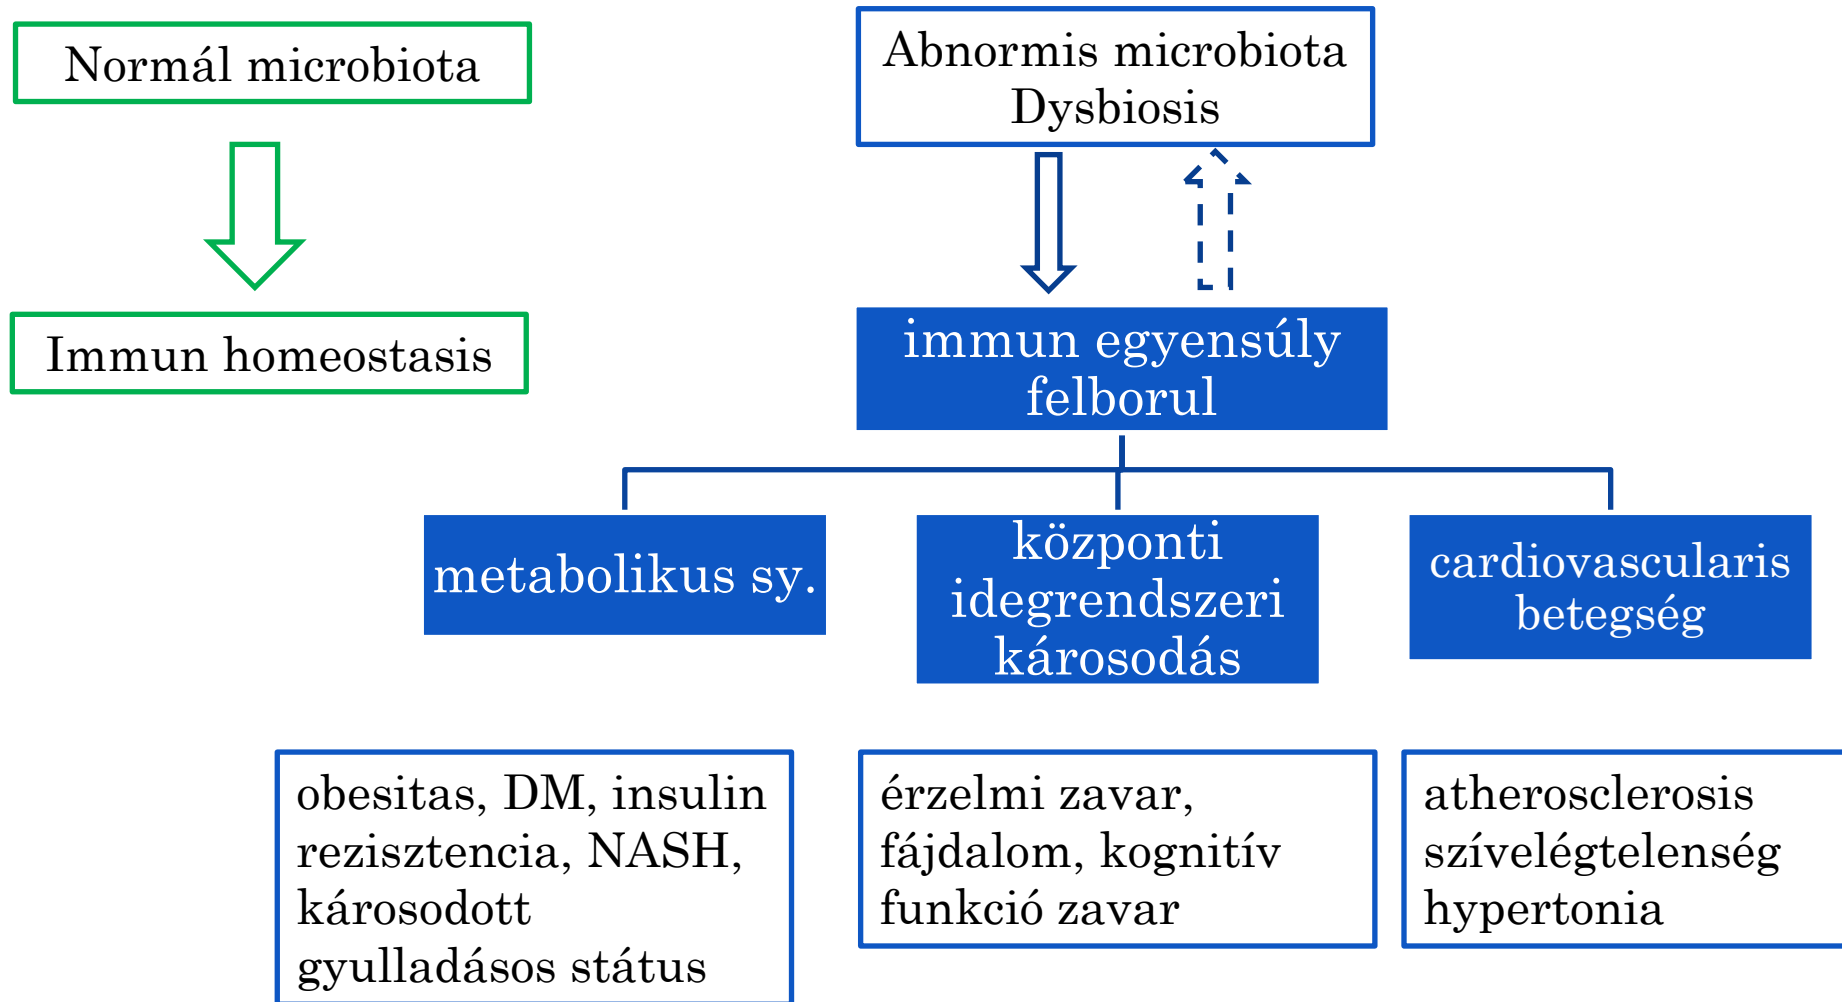 Normál microbiota
Immun homeostasis
Abnormis microbiota
Dysbiosis
immun egyensúly
felborul
metabolikus sy.
központi
idegrendszeri
károsodás
cardiovascularis
betegség
obesitas, DM, insulin
rezisztencia, NASH,
károsodott
gyulladásos státus
érzelmi zavar,
fájdalom, kognitív
funkció zavar
atherosclerosis
szívelégtelenség
hypertonia